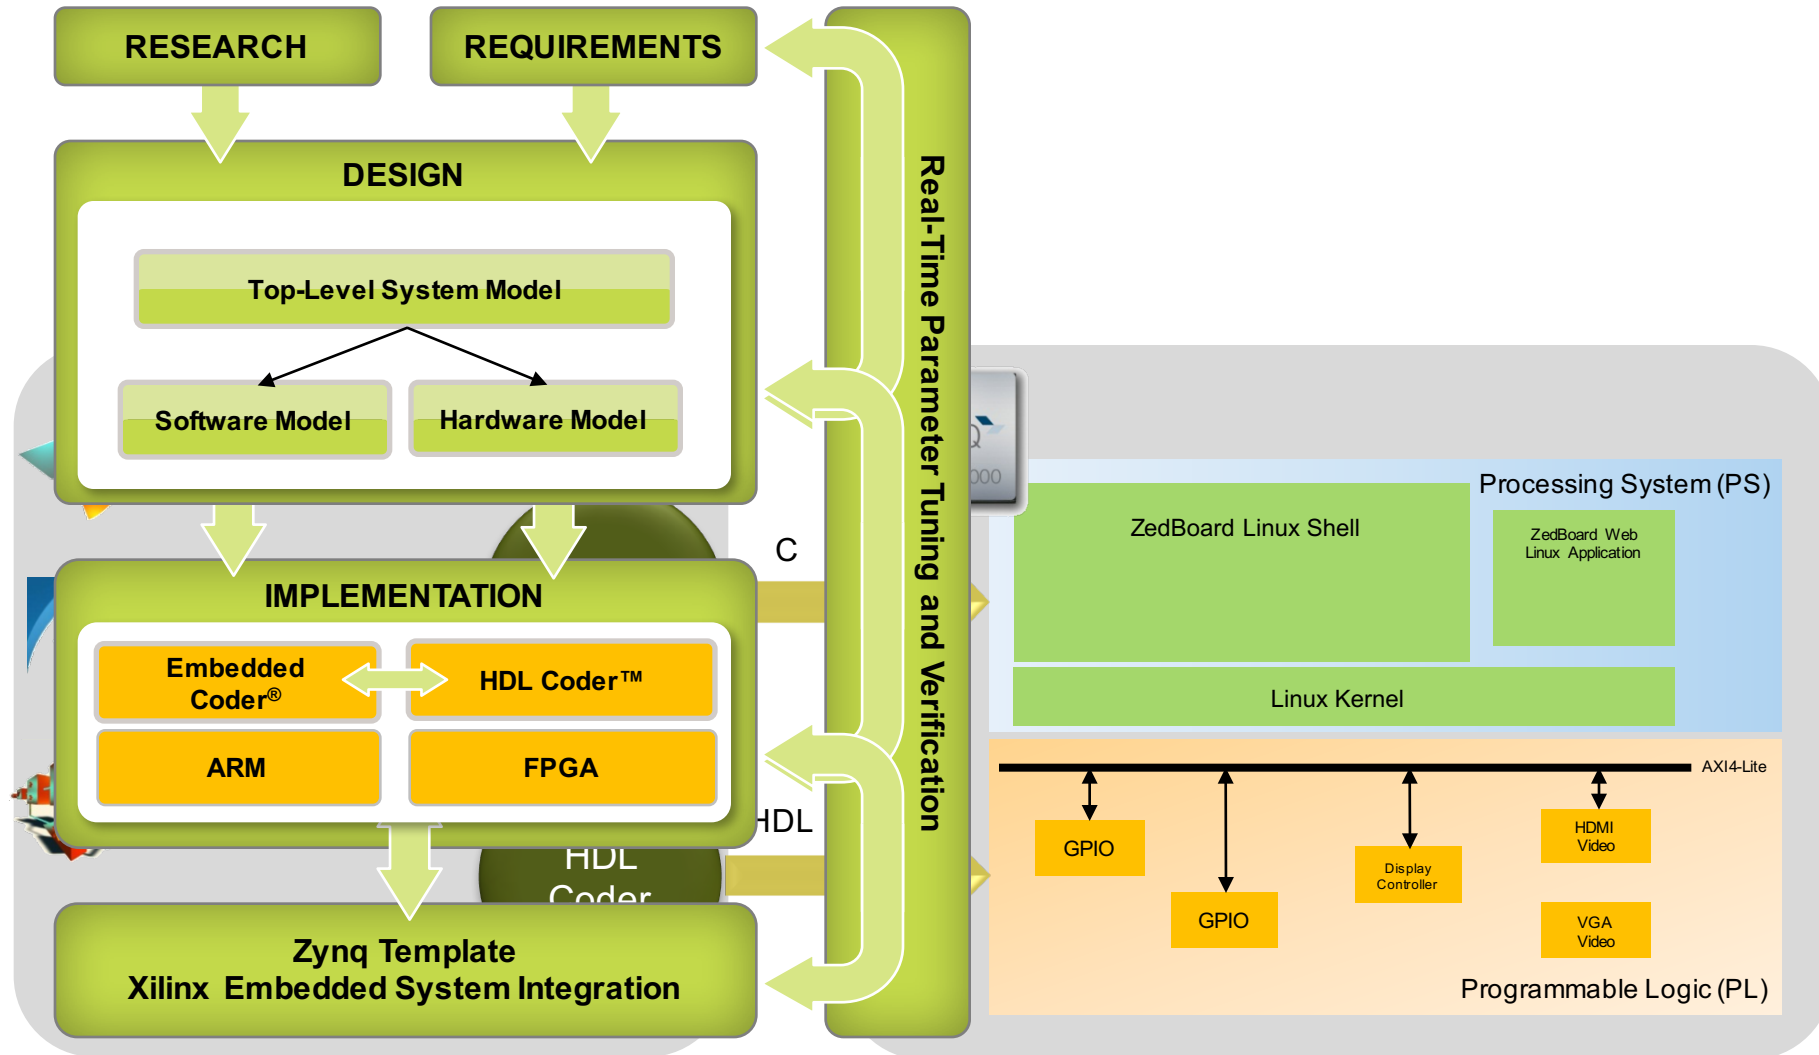 RESEARCH
REQUIREMENTS
DESIGN
Top-Level System Model
Software Model
Hardware Model
IMPLEMENTATION
Embedded
Coder®
HDL Coder™
ARM
FPGA
Zynq Template
Xilinx Embedded System Integration
Real-Time Parameter Tuning and Verification
C
HDL
HDL
Coder
Q
000
Processing System (PS)
ZedBoard Linux Shell
ZedBoard Web
Linux Application
Linux Kernel
AXI4-Lite
GPIO
GPIO
Display
Controller
HDMI
Video
VGA
Video
Programmable Logic (PL)